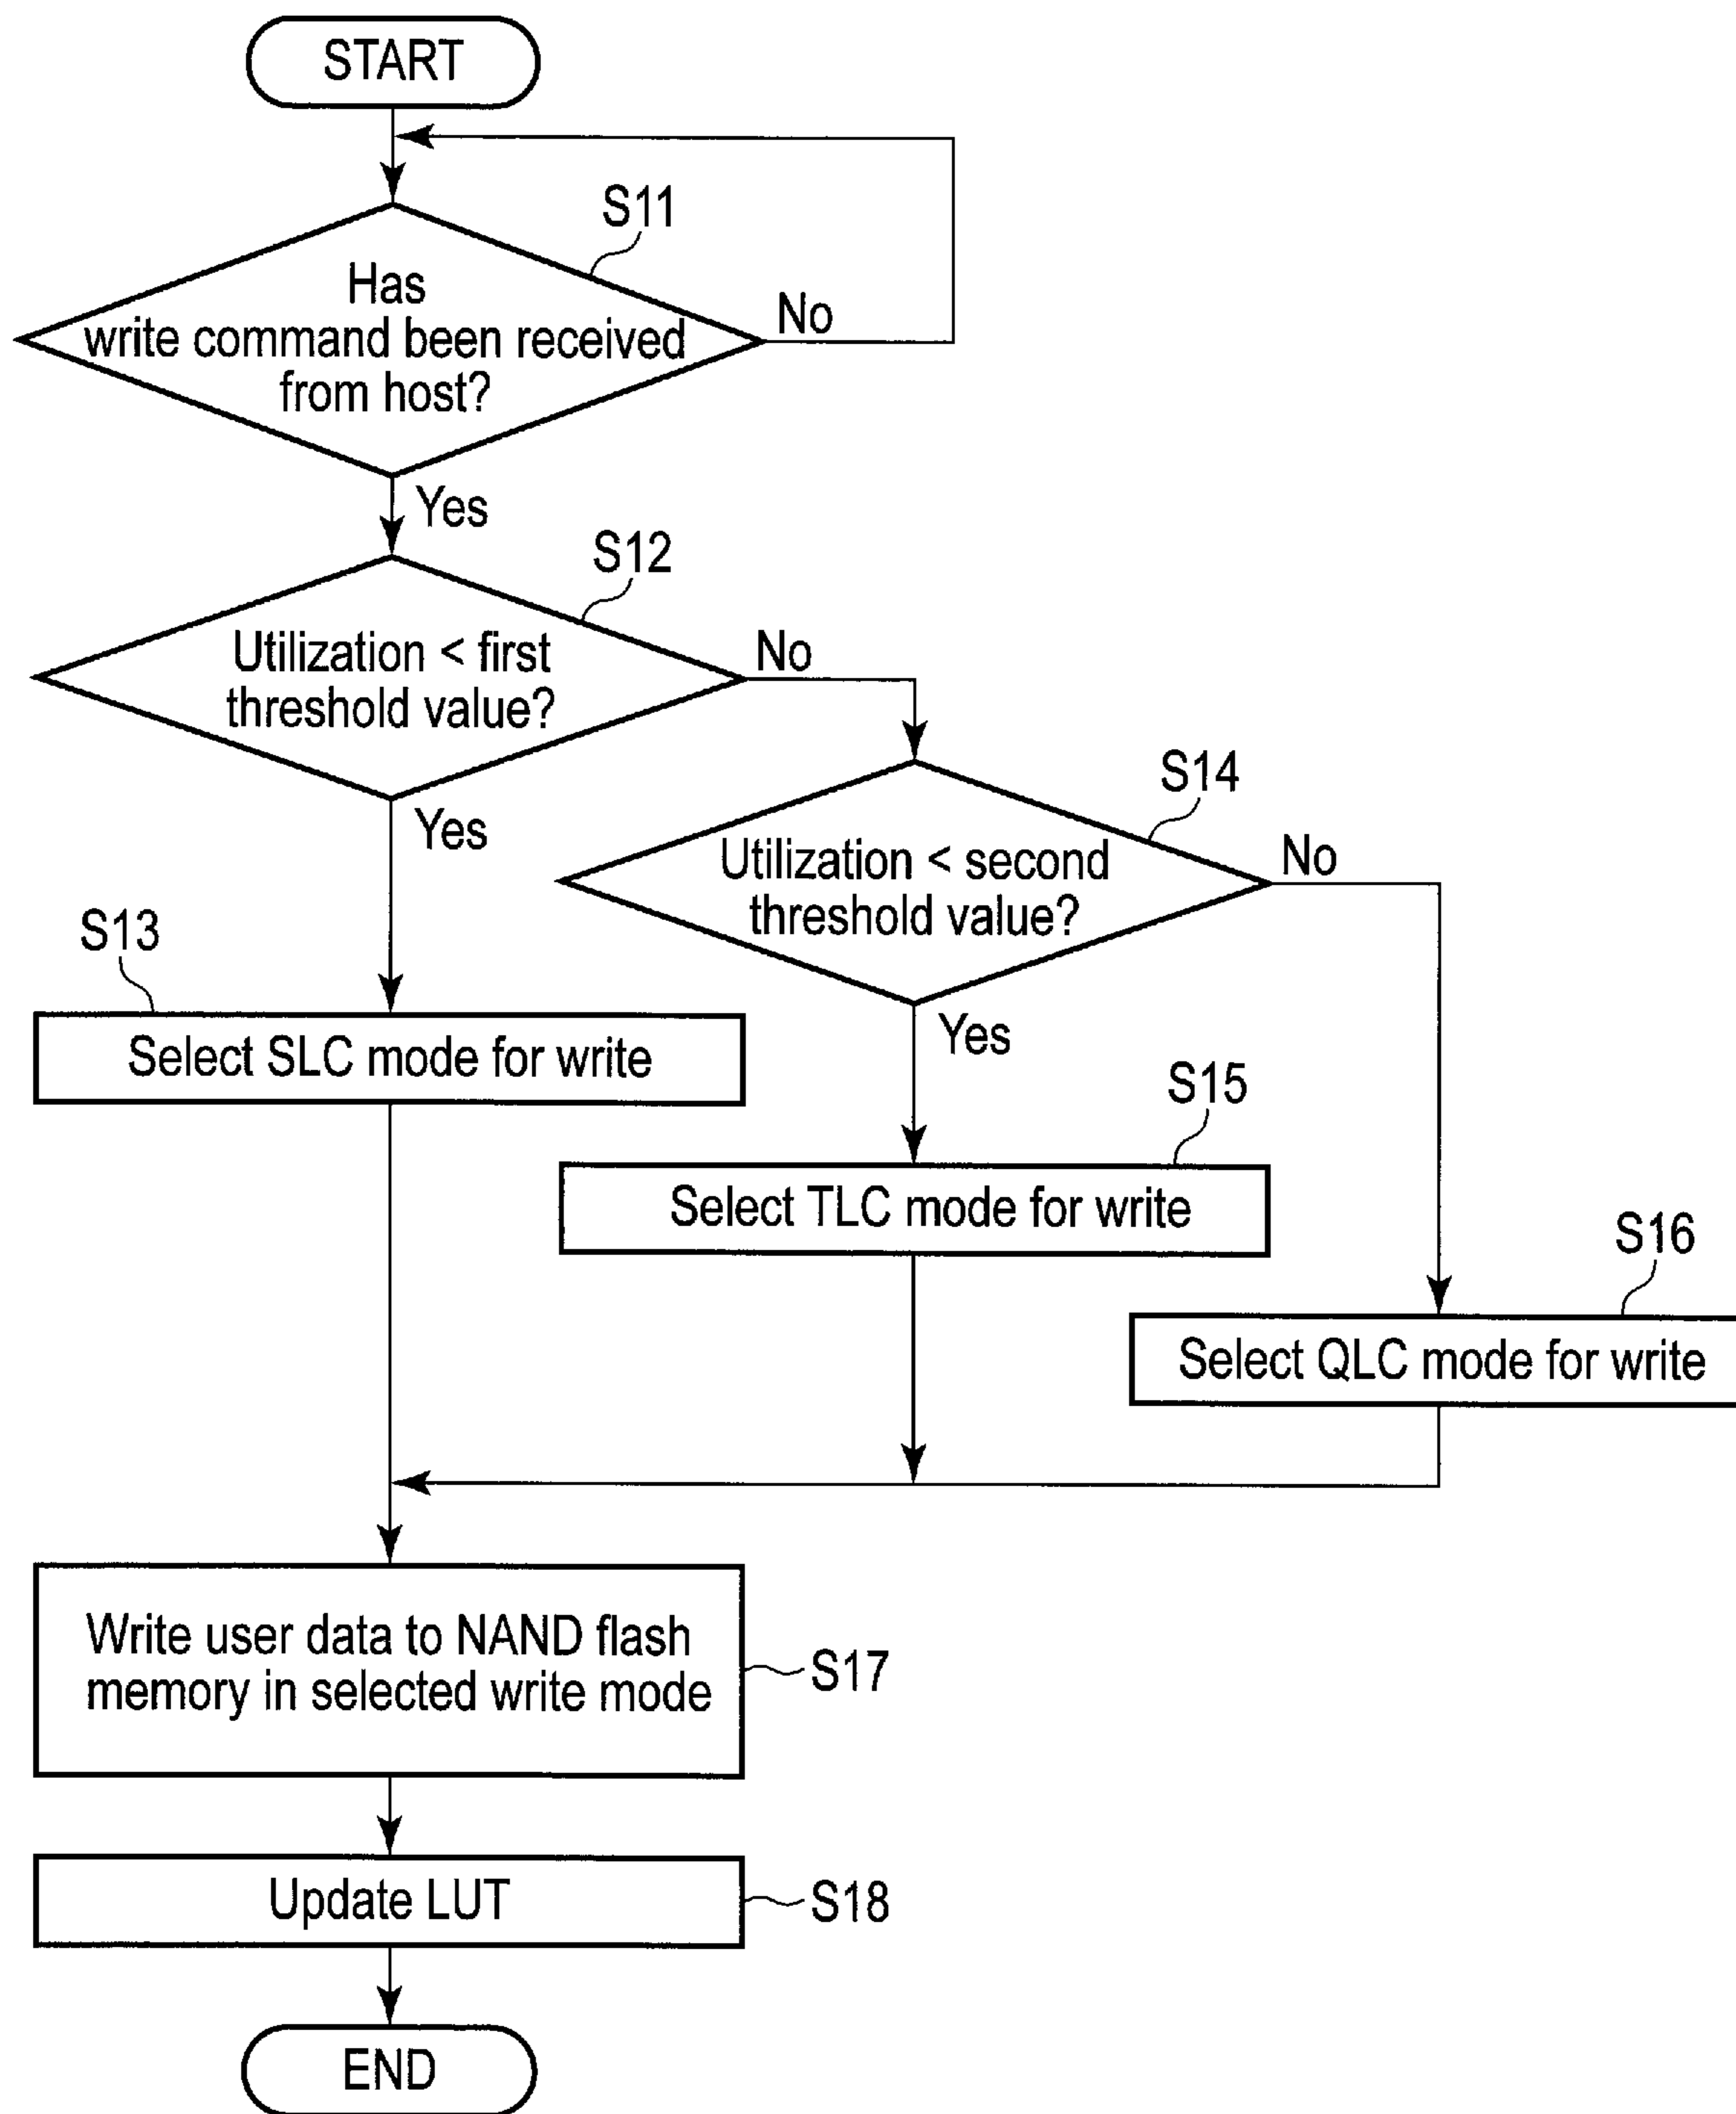 START
S11
Has
write command been received
from host?
No
Yes
S12
Utilization < first
threshold value?
No
Yes
S14
Utilization < second
threshold value?
No
Yes
S13
Select SLC mode for write
S15
Select TLC mode for write
S16
Select QLC mode for write
Write user data to NAND flash
memory in selected write mode
S17
Update LUT
S18
END